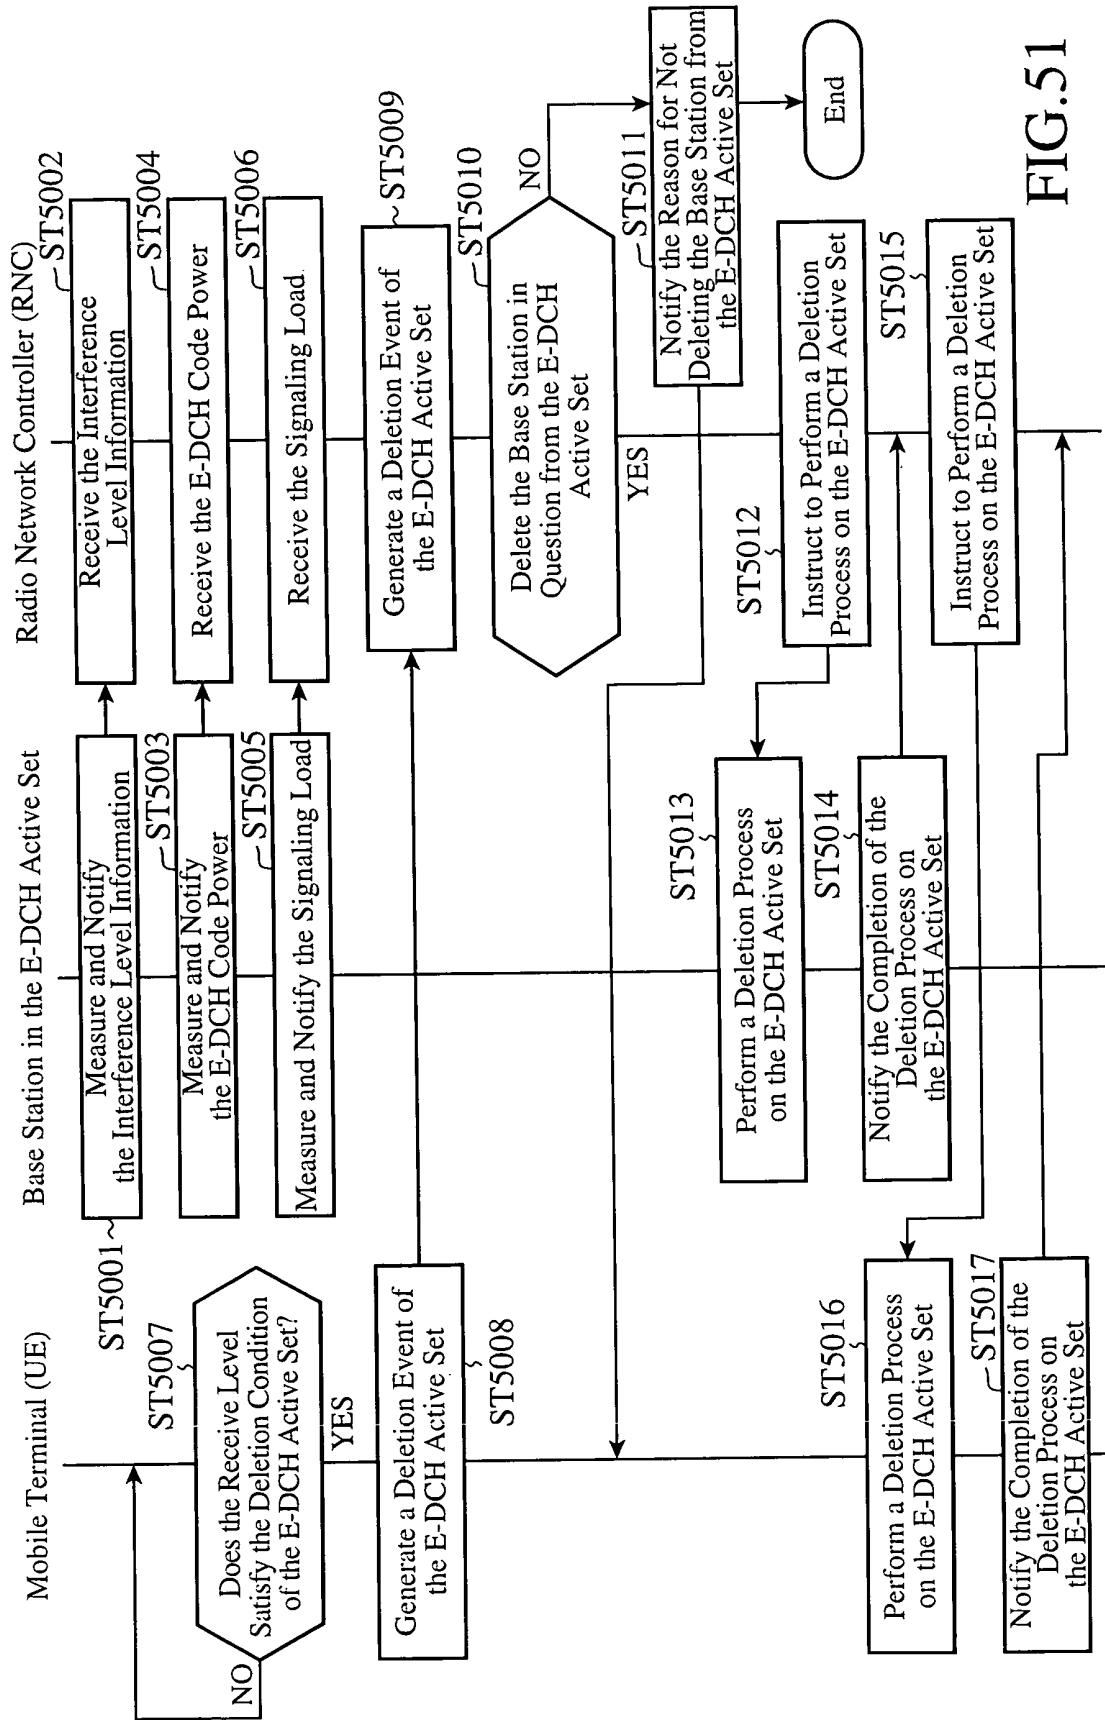 Mobile Terminal (UE)
Base Station in the E-DCH Active Set
Radio Network Controller (RNC)
ST5001
Measure and Notify
the Interference Level Information
ST5002
Receive the Interference
Level Information
ST5003
Measure and Notify
the E-DCH Code Power
ST5004
Receive the E-DCH Code Power
ST5005
Measure and Notify the Signaling Load
ST5006
Receive the Signaling Load
ST5007
Does the Receive Level
Satisfy the Deletion Condition
of the E-DCH Active Set?
NO
YES
Generate a Deletion Event of
the E-DCH Active Set
ST5008
ST5009
Generate a Deletion Event of
the E-DCH Active Set
ST5010
Delete the Base Station in
Question from the E-DCH
Active Set
NO
YES
ST5011
Notify the Reason for Not
Deleting the Base Station from
the E-DCH Active Set
End
ST5012
Instruct to Perform a Deletion
Process on the E-DCH Active Set
ST5013
Perform a Deletion Process
on the E-DCH Active Set
ST5014
Notify the Completion of the
Deletion Process on
the E-DCH Active Set
ST5015
Instruct to Perform a Deletion
Process on the E-DCH Active Set
ST5016
Perform a Deletion Process
on the E-DCH Active Set
ST5017
Notify the Completion of the
Deletion Process on
the E-DCH Active Set
FIG.51